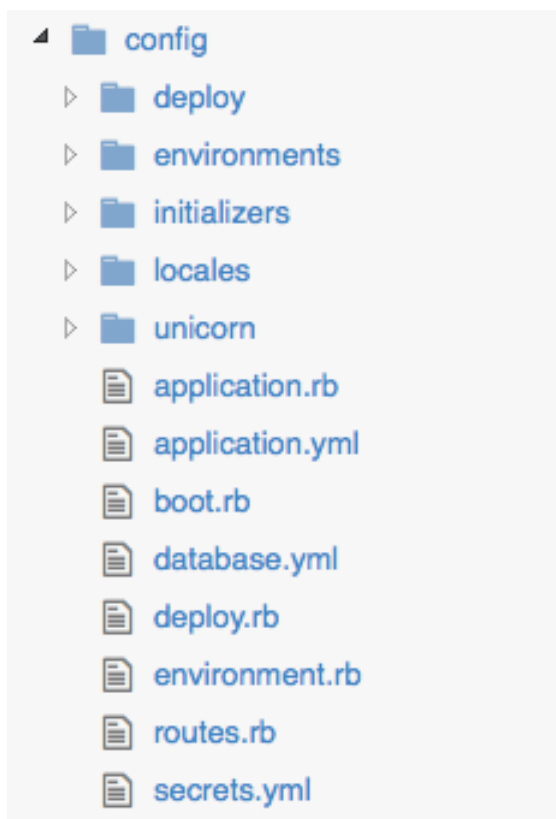 config
deploy
environments
initializers
locales
unicorn
application.rb
application.yml
boot.rb
database.yml
deploy.rb
environment.rb
routes.rb
secrets.yml